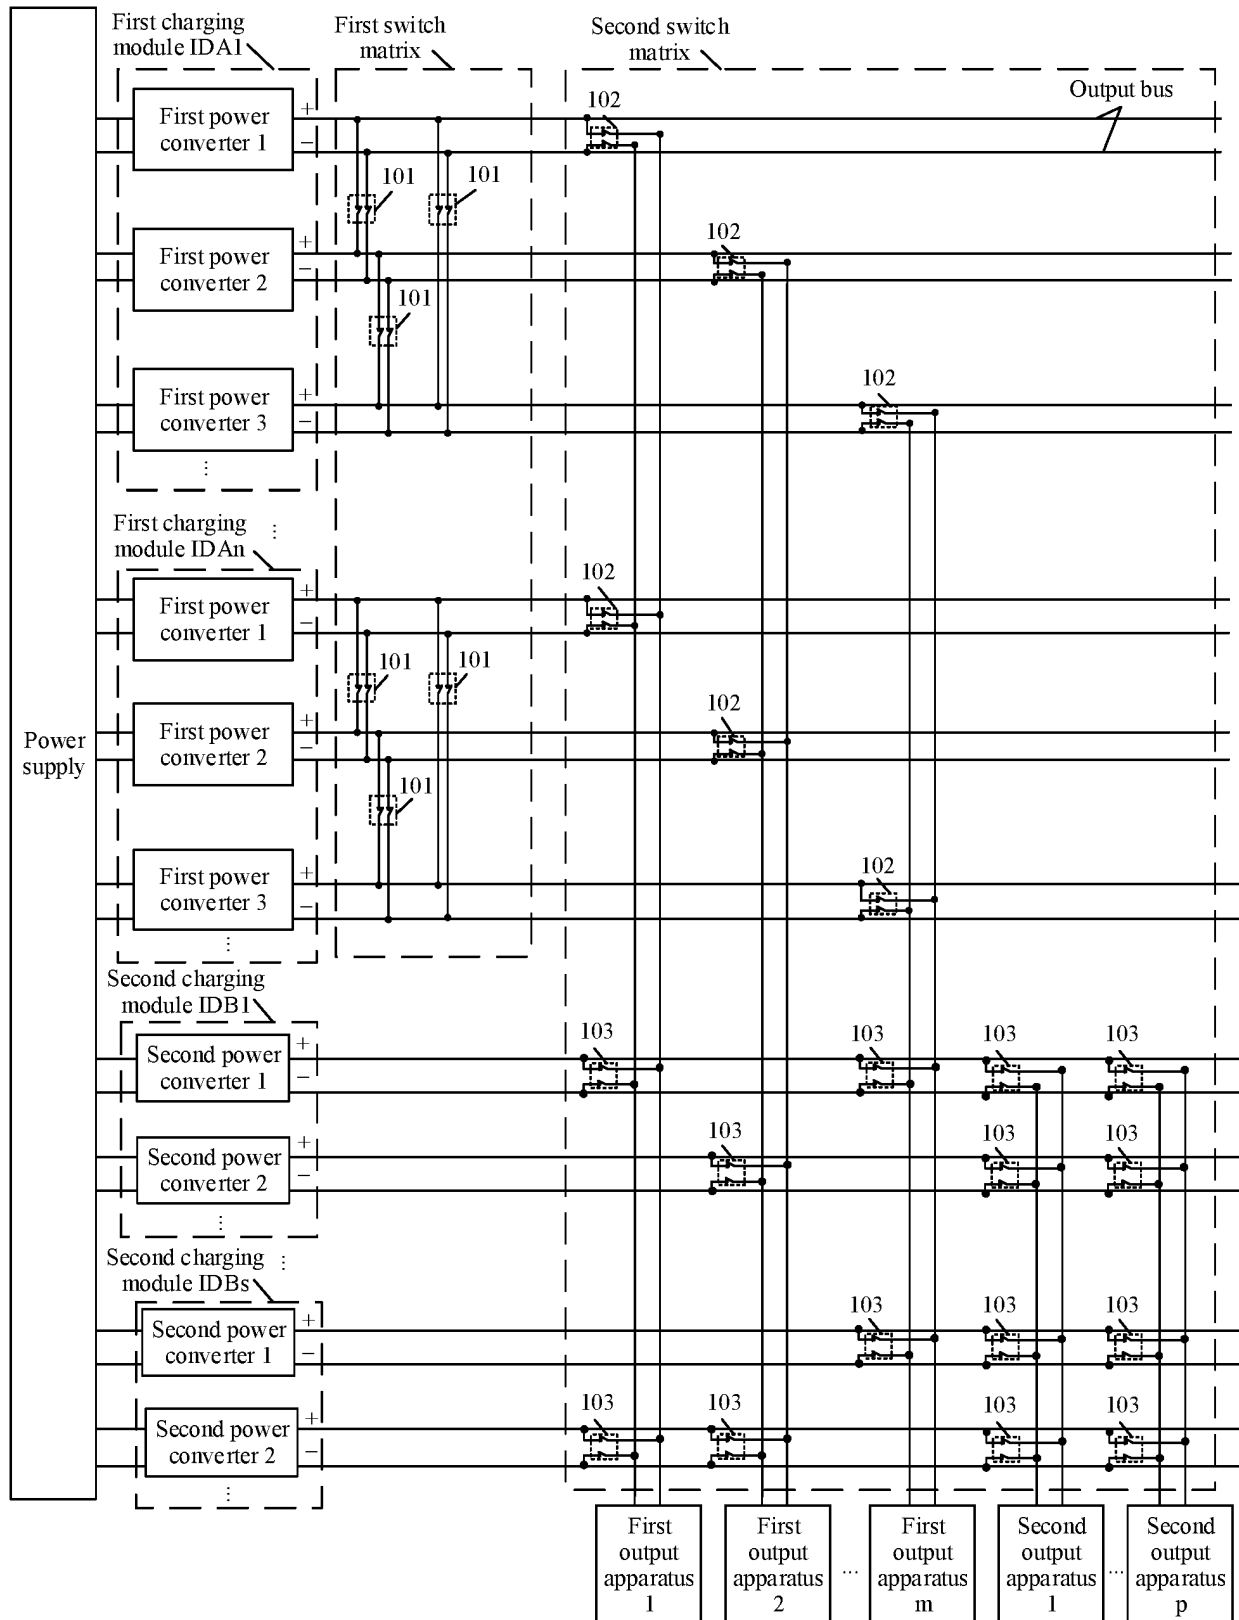 First charging
module IDA1
First switch
matrix
Second switch
matrix
Output bus
First power
converter 1
+
−
102
101
101
First power
converter 2
+
−
102
101
First power
converter 3
+
−
102
⋮
First charging
module IDAn
⋮
First power
converter 1
+
−
102
101
101
Power
supply
First power
converter 2
+
−
102
101
First power
converter 3
+
−
102
⋮
Second charging
module IDB1
Second power
converter 1
+
−
103
103
103
103
Second power
converter 2
+
−
103
103
103
⋮
Second charging
module IDBs
⋮
Second power
converter 1
+
−
103
103
103
Second power
converter 2
+
−
103
103
103
103
⋮
First
output
apparatus
1
First
output
apparatus
2
...
First
output
apparatus
m
Second
output
apparatus
1
...
Second
output
apparatus
p